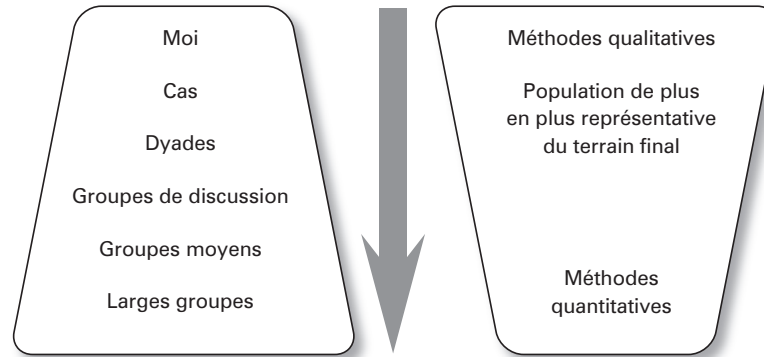 Moi
Cas
Dyades
Groupes de discussion
Groupes moyens
Larges groupes
Méthodes qualitatives
Population de plus
en plus représentative
du terrain final
Méthodes
quantitatives